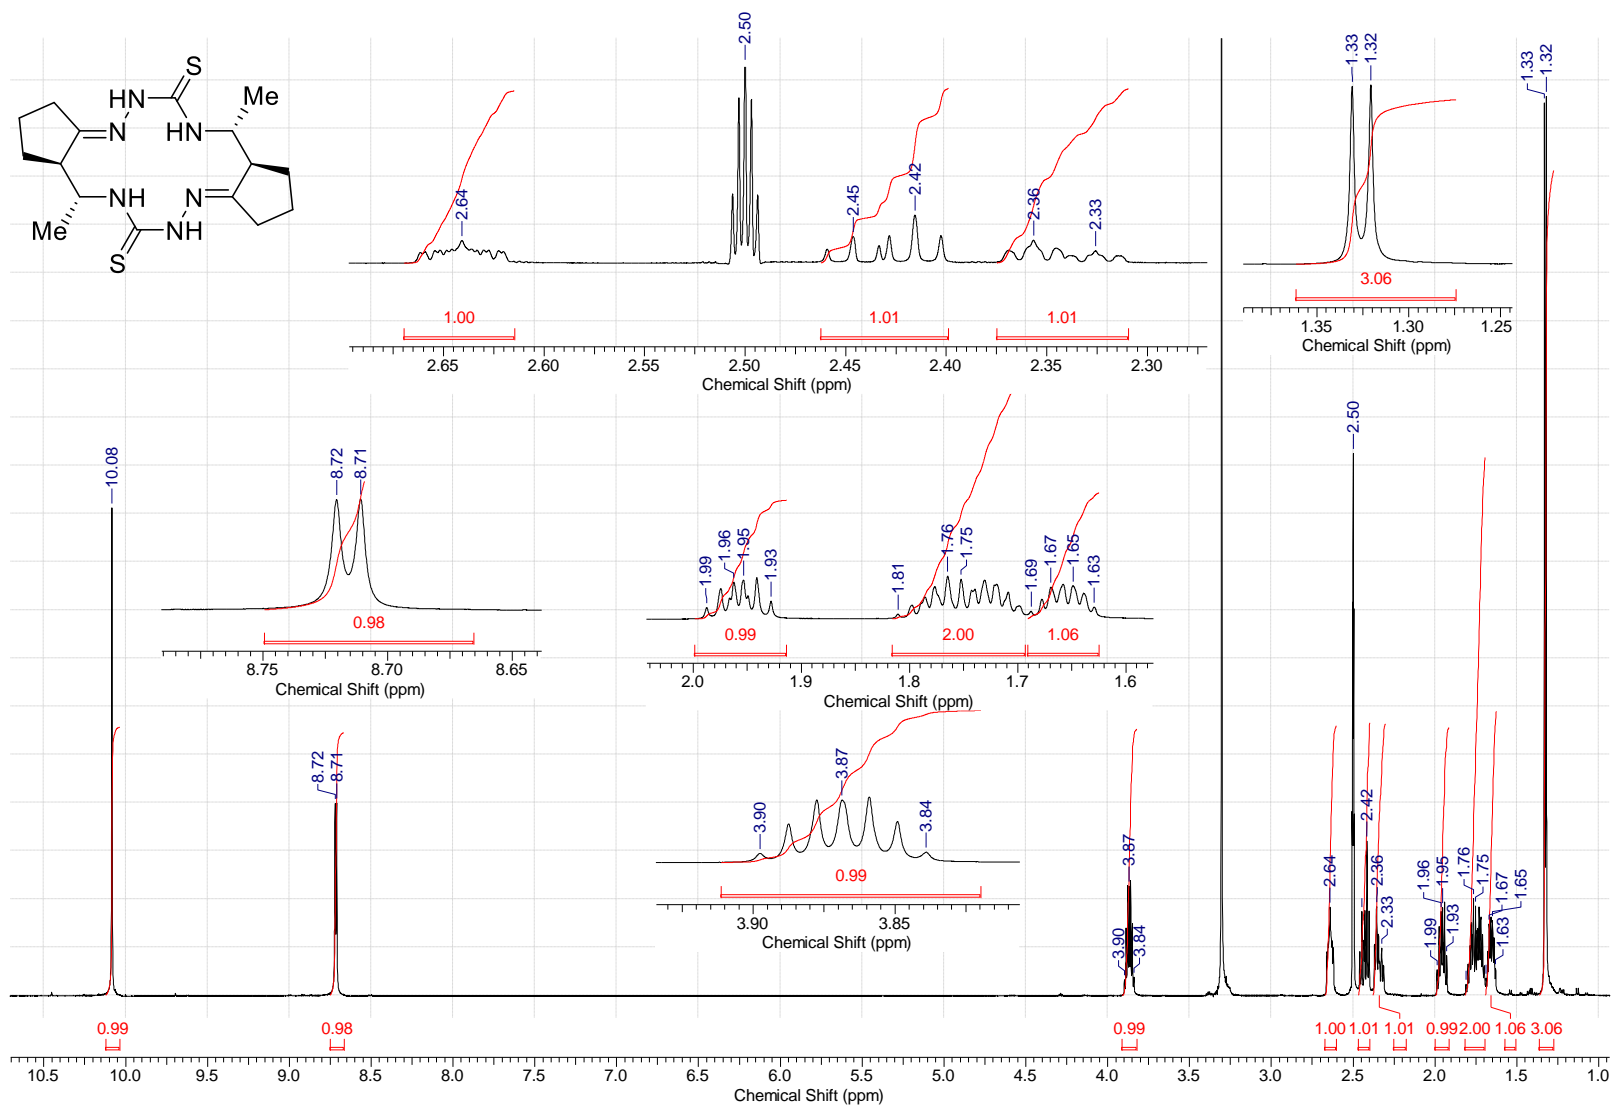 S
HN
Me
N
HN
NH
N
Me
NH
S
2.64
2.50
2.45
2.42
2.36
2.33
1.00
1.01
1.01
2.65 2.60 2.50 2.45 2.40 2.35 2.30
Chemical Shift (ppm)
1.33
1.32
3.06
1.35 1.30 1.25
Chemical Shift (ppm)
1.33
1.32
10.08
8.72
8.71
0.98
8.75 8.70 8.65
Chemical Shift (ppm)
1.99
1.96
1.95
1.93
1.81
1.76
1.75
1.69
1.67
1.65
1.63
0.99
2.00
1.06
2.0 1.9 1.8 1.7 1.6
Chemical Shift (ppm)
3.90
3.87
3.84
0.99
3.90 3.85
Chemical Shift (ppm)
8.72
8.71
3.90
3.87
3.84
2.64
2.50
2.42
2.36
2.33
1.99
1.96
1.95
1.93
1.76
1.75
1.67
1.65
1.63
0.99 0.98 0.99 1.00 1.01 1.01 0.99 2.00 1.06 3.06
10.5 10.0 9.5 9.0 8.5 8.0 7.5 7.0 6.5 6.0 5.5 5.0 4.5 4.0 3.5 3.0 2.5 2.0 1.5 1.0
Chemical Shift (ppm)